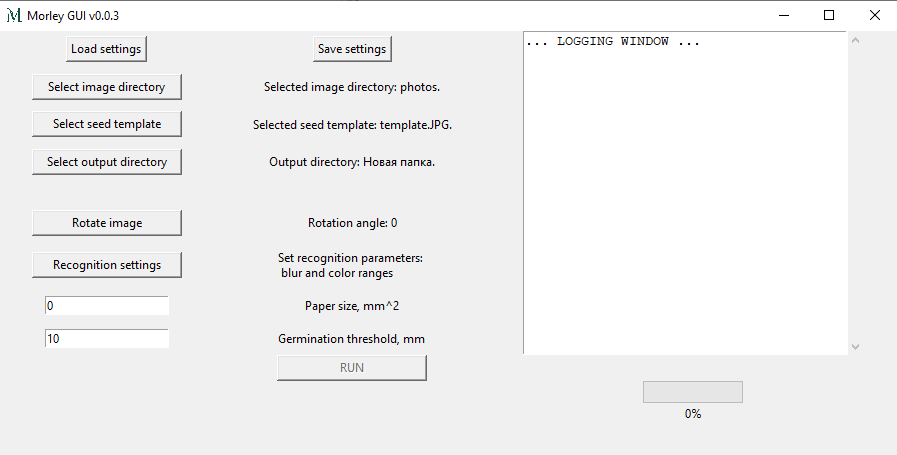 Morley GUI v0.0.3
Load settings
Save settings
... LOGGING WINDOW ...
Select image directory
Selected image directory: photos.
Select seed template
Selected seed template: template.JPG.
Select output directory
Output directory: Новая папка.
Rotate image
Rotation angle: 0
Recognition settings
Set recognition parameters:
blur and color ranges
0
Paper size, mm^2
10
Germination threshold, mm
RUN
0%